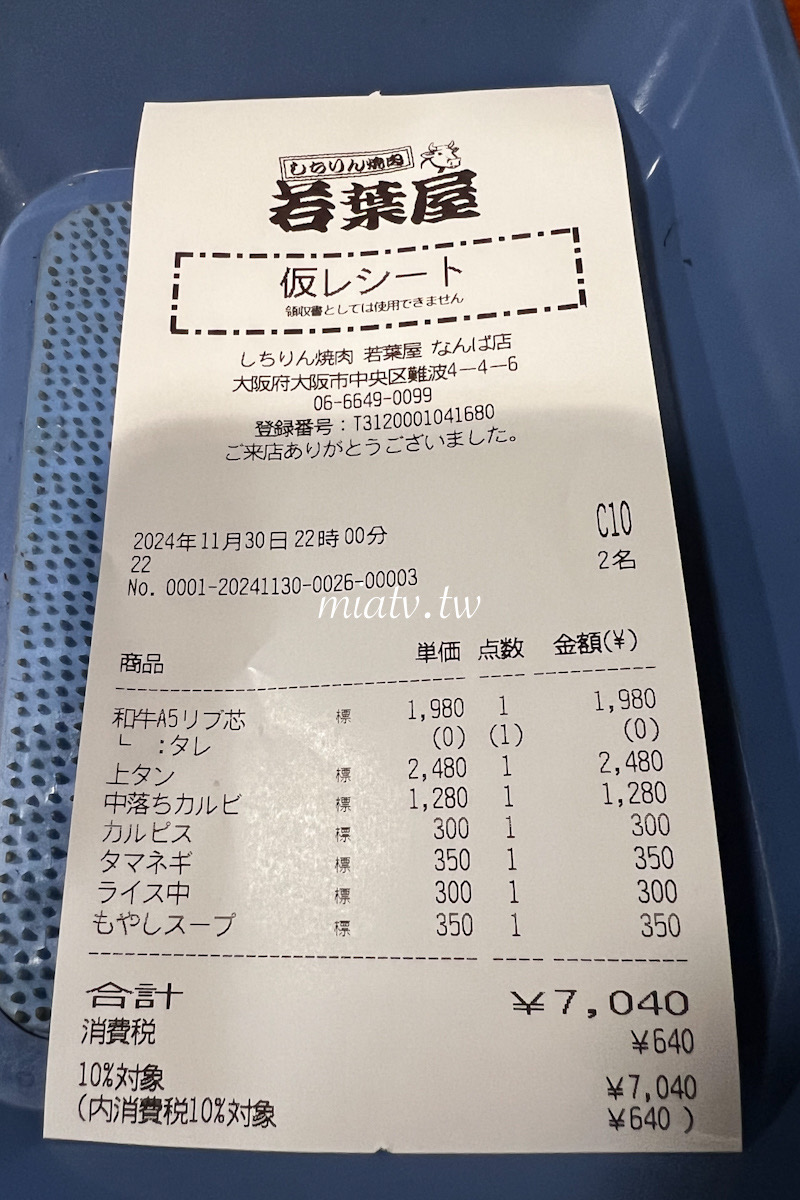 しちりん焼肉
若葉屋
仮レシート
領収書としては使用できません
しちりん焼肉 若葉屋 なんば店
大阪府大阪市中央区難波4-4-6
06-6649-0099
登録番号：T3120001041680
ご来店ありがとうございました。
2024年11月30日22時00分 C10
22 2名
No. 0001-20241130-0026-00003
miatv.tw
商品 単価 点数 金額(¥)
和牛A5リブ芯 標 1,980 1 1,980
└ :タレ (0) (1) (0)
上タン 標 2,480 1 2,480
中落ちカルビ 標 1,280 1 1,280
カルピス 標 300 1 300
タマネギ 標 350 1 350
ライス中 標 300 1 300
もやしスープ 標 350 1 350
合計 ¥7,040
消費税 ¥640
10%対象 ¥7,040
(内消費税10%対象 ¥640 )